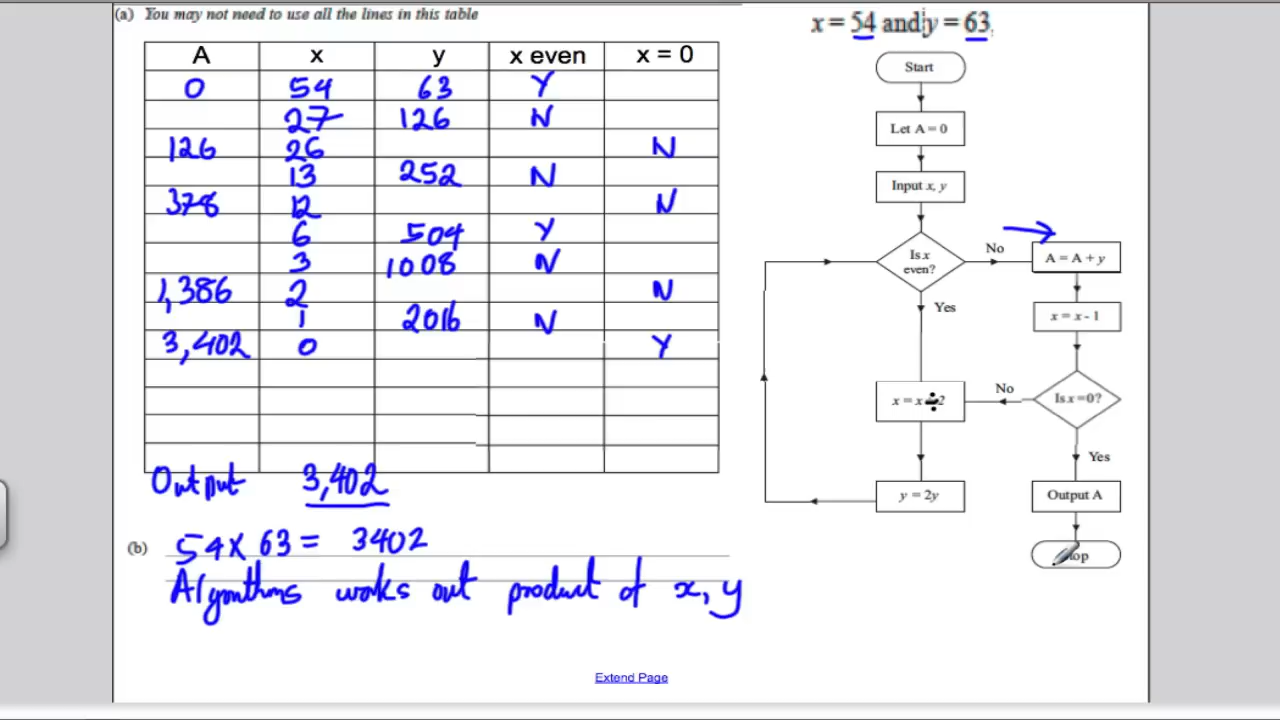 (a) You may not need to use all the lines in this table
x = 54 and y = 63.
A x y x even x = 0
0 54 63 Y
27 126 N
126 26 N
13 252 N
378 12 N
6 504 Y
3 1008 N
1,386 2 N
1 2016 N
3,402 0 Y
Output 3,402
(b) 54 x 63 = 3402
Algorithms works out product of x, y
Start
Let A = 0
Input x, y
Is x
even?
No
A = A + y
Yes
x = x - 1
x = x ÷ 2
No
Is x =0?
Yes
y = 2y
Output A
Extend Page